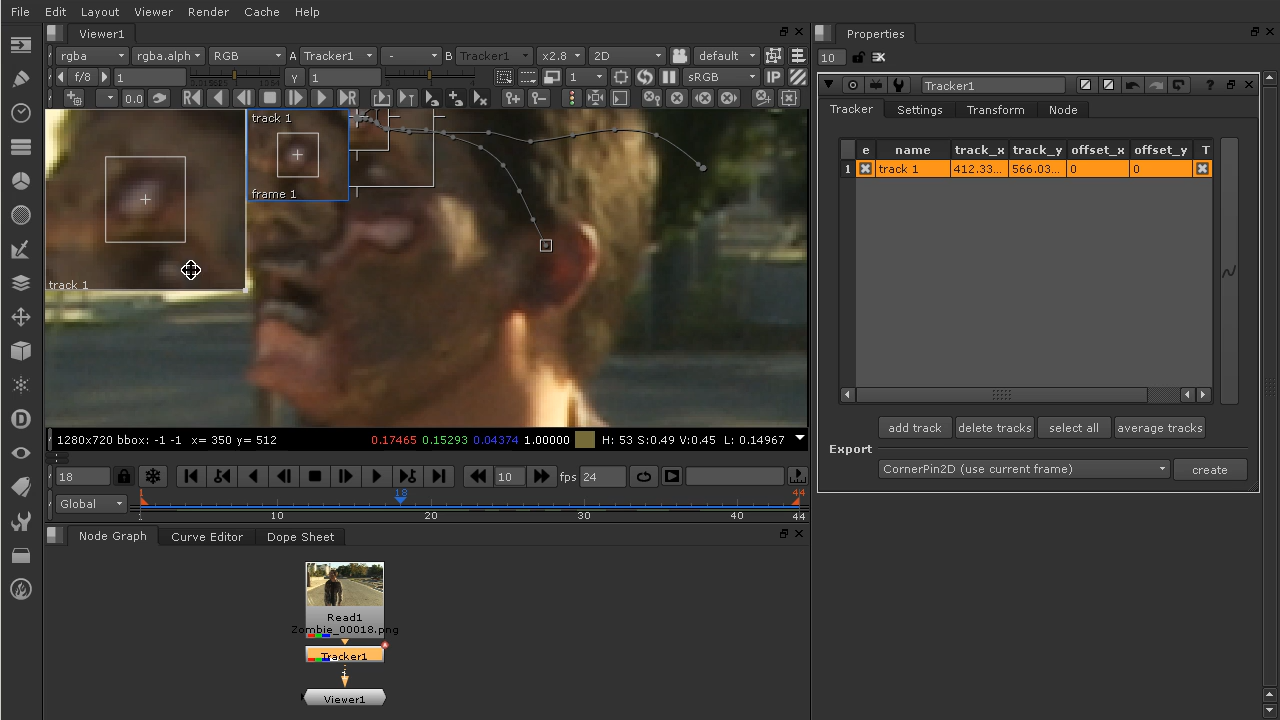 File Edit Layout Viewer Render Cache Help
Viewer1
Properties
rgba rgba.alph RGB A Tracker1 - B Tracker1 x2.8 2D default
10
f/8 1 y 1 1 sRGB IP
Tracker1 ?
0.0
Tracker Settings Transform Node
track 1
frame 1
track 1
e name track_x track_y offset_x offset_y T
1 track 1 412.33... 566.03... 0 0
add track delete tracks select all average tracks
1280x720 bbox: -1 -1 x= 350 y= 512 0.17465 0.15293 0.04374 1.00000 H: 53 S:0.49 V:0.45 L: 0.14967
Export
CornerPin2D (use current frame) create
18 10 fps 24
Global
1 18 44
1 10 20 30 40 44
Node Graph Curve Editor Dope Sheet
Read1
Zombie_00018.png
Tracker1
1
Viewer1